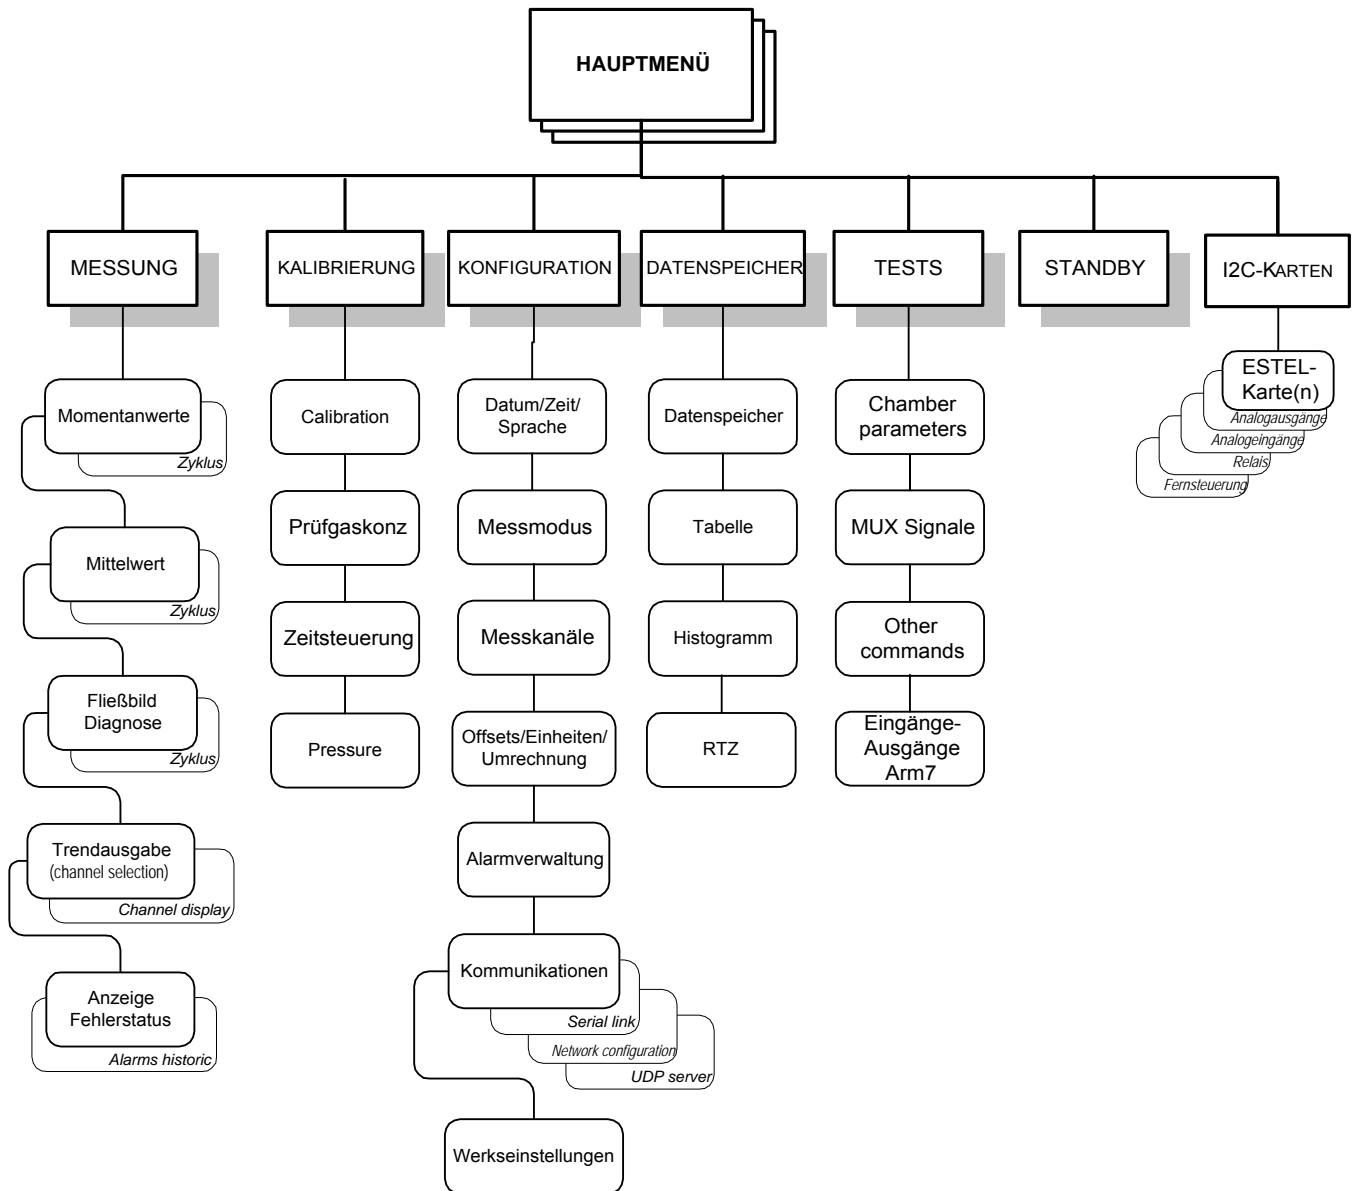 HAUPTMENÜ
MESSUNG
KALIBRIERUNG
KONFIGURATION
DATENSPEICHER
TESTS
STANDBY
I2C-KARTEN
Momentanwerte
Zyklus
Mittelwert
Zyklus
Fließbild
Diagnose
Zyklus
Trendausgabe
(channel selection)
Channel display
Anzeige
Fehlerstatus
Alarms historic
Calibration
Prüfgaskonz
Zeitsteuerung
Pressure
Datum/Zeit/
Sprache
Messmodus
Messkanäle
Offsets/Einheiten/
Umrechnung
Alarmverwaltung
Kommunikationen
Serial link
Network configuration
UDP server
Werkseinstellungen
Datenspeicher
Tabelle
Histogramm
RTZ
Chamber
parameters
MUX Signale
Other
commands
Eingänge-
Ausgänge
Arm7
ESTEL-
Karte(n)
Analogausgänge
Analogeingänge
Relais
Fernsteuerung